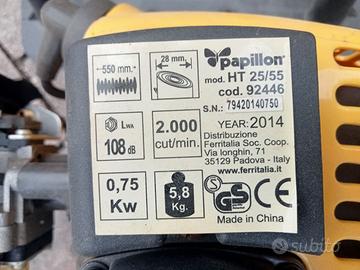 papillon
mod. HT 25/55
cod. 92446
S.N.: 79420140750
550 mm.
28 mm.
LWA
108 dB
2.000
cut/min.
YEAR: 2014
Distribuzione
Ferritalia Soc. Coop.
Via longhin, 71
35129 Padova - Italy
www.ferritalia.it
0,75
Kw
5,8
Kg.
CE
GS
Made in China
subito